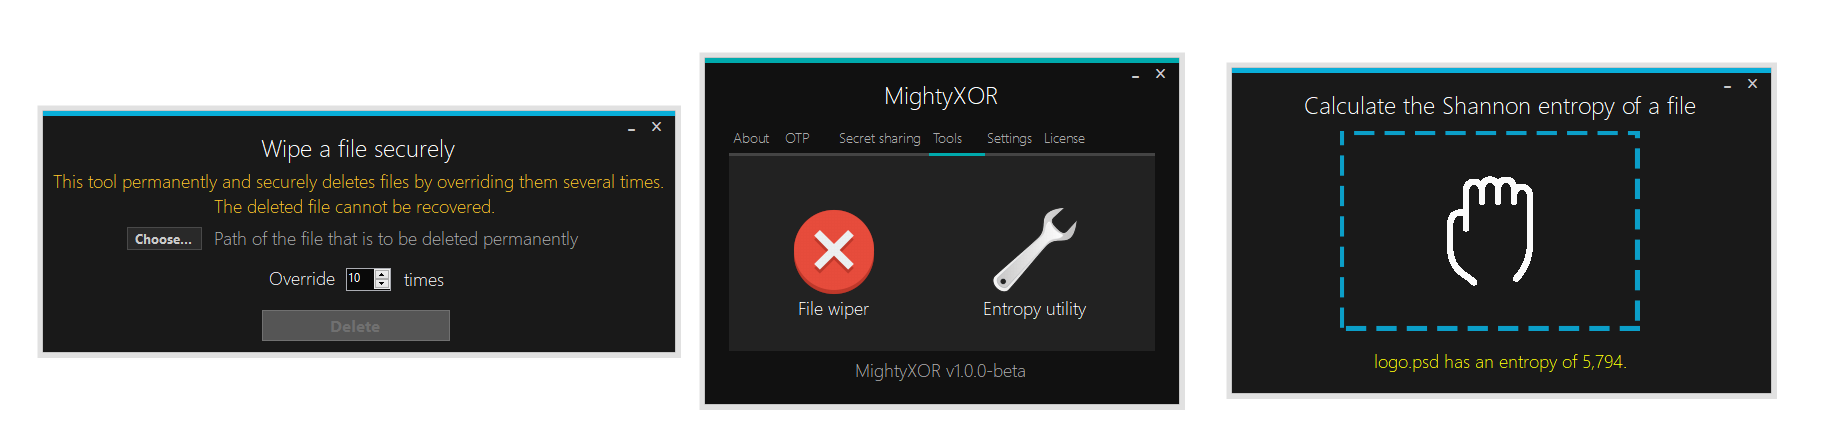 Wipe a file securely
This tool permanently and securely deletes files by overriding them several times.
The deleted file cannot be recovered.
Choose... Path of the file that is to be deleted permanently
Override 10 times
Delete
MightyXOR
About OTP Secret sharing Tools Settings License
File wiper Entropy utility
MightyXOR v1.0.0-beta
Calculate the Shannon entropy of a file
logo.psd has an entropy of 5,794.